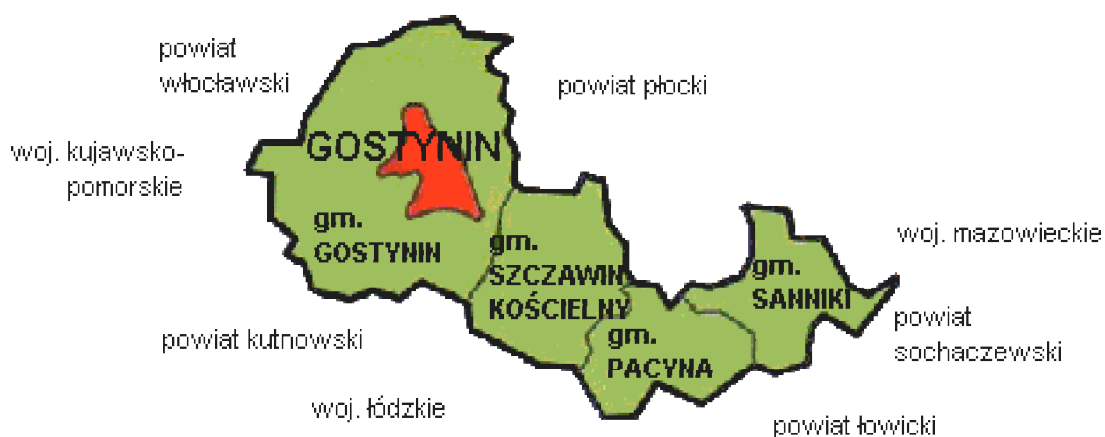 powiat
włocławski
powiat płocki
GOSTYNIN
woj. kujawsko-
pomorskie
gm.
GOSTYNIN
gm.
SZCZAWIN
KOŚCIELNY
gm.
SANNIKI
woj. mazowieckie
powiat
sochaczewski
powiat kutnowski
gm.
PACYNA
woj. łódzkie
powiat łowicki